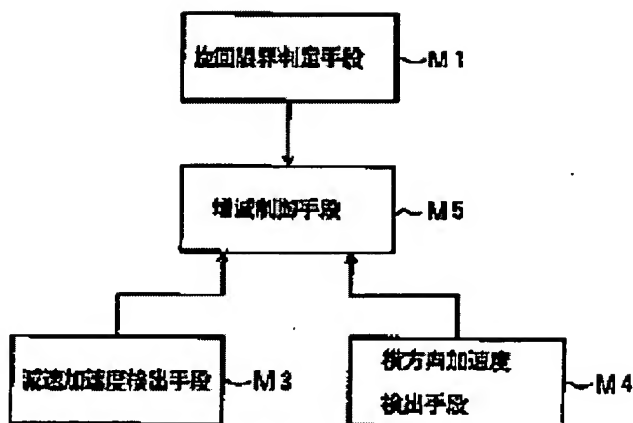 旋回限界判定手段
M1
増減制御手段
M5
減速加速度検出手段
M3
横方向加速度
検出手段
M4